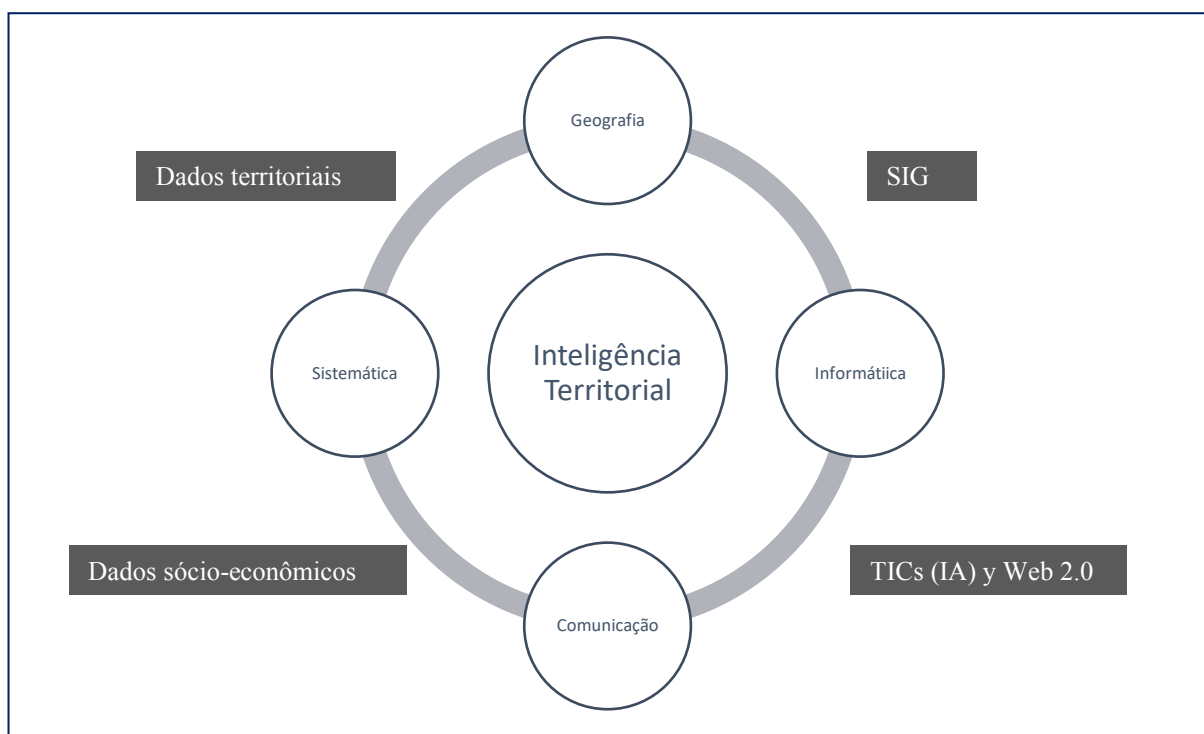 Geografia
Dados territoriais
SIG
Inteligência
Territorial
Sistemática
Informátiica
Dados sócio-econômicos
TICs (IA) y Web 2.0
Comunicação